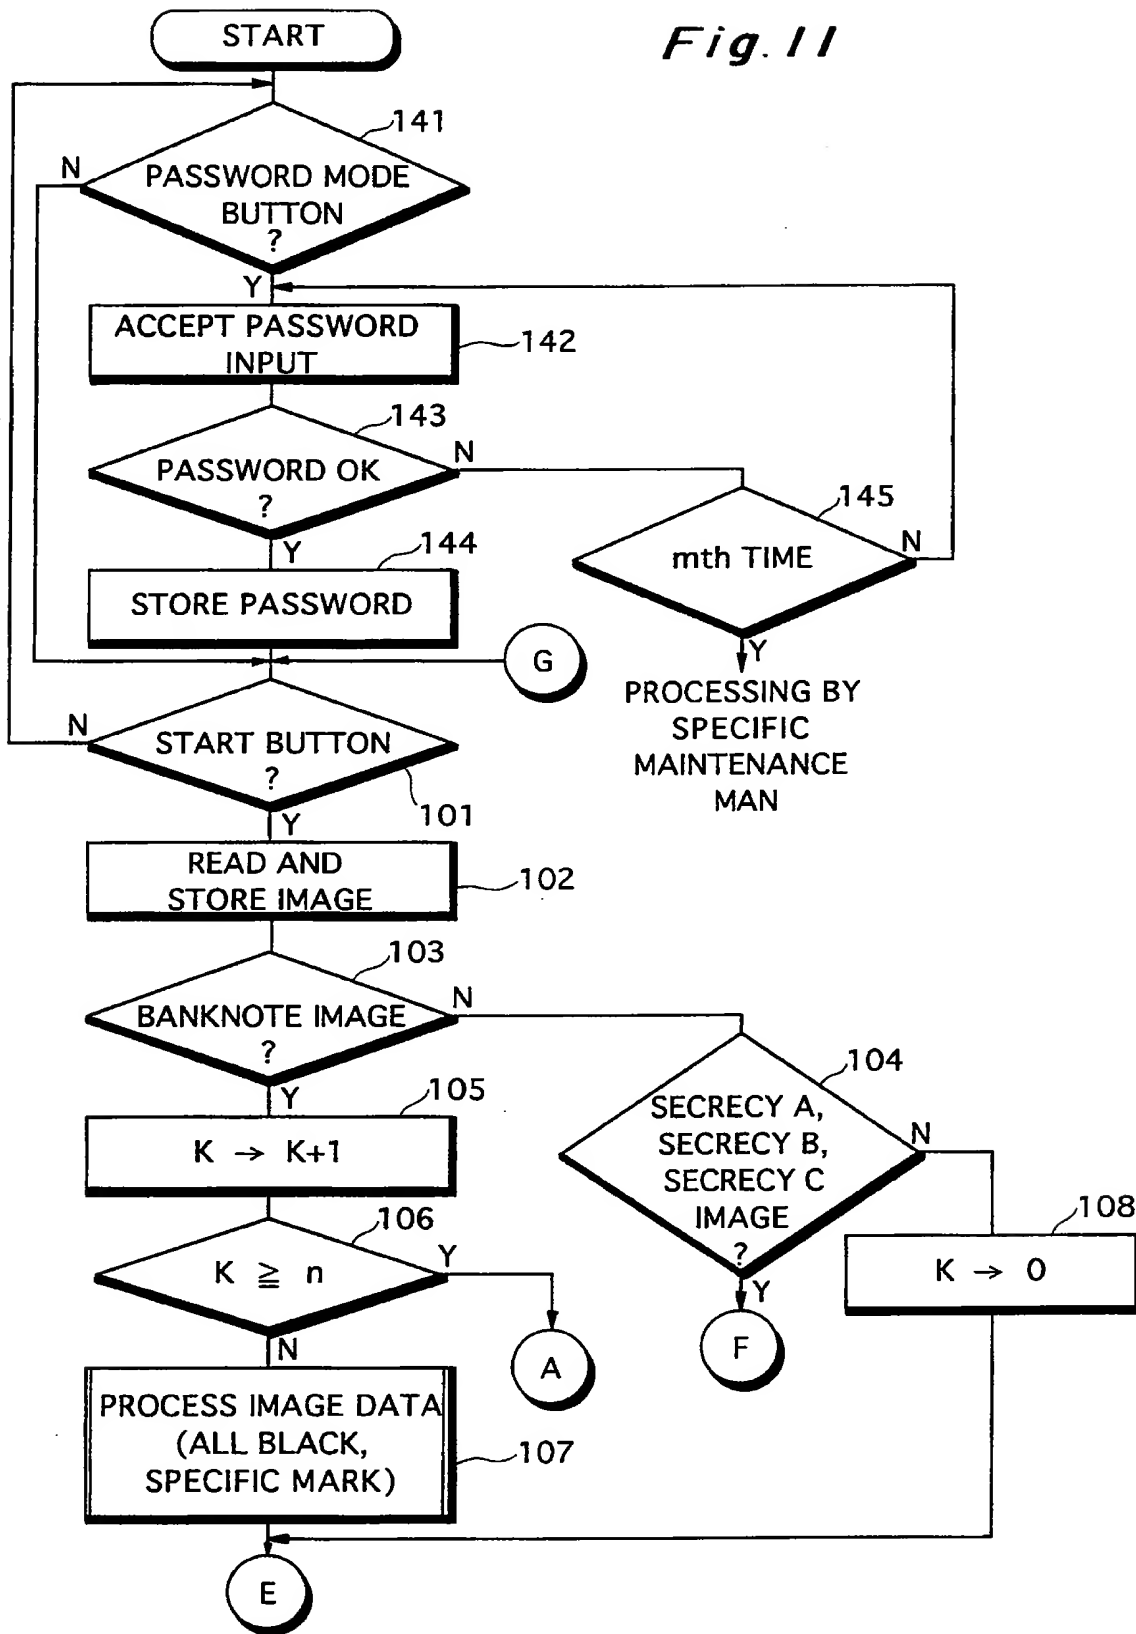 Fig. 11
START
141
N
PASSWORD MODE
BUTTON
?
Y
ACCEPT PASSWORD
INPUT
142
143
N
PASSWORD OK
?
Y
145
mth TIME
N
Y
PROCESSING BY
SPECIFIC
MAINTENANCE
MAN
144
STORE PASSWORD
G
N
START BUTTON
?
101
Y
READ AND
STORE IMAGE
102
103
N
BANKNOTE IMAGE
?
Y
104
SECRECY A,
SECRECY B,
SECRECY C
IMAGE
?
N
Y
F
108
K → 0
105
K → K+1
106
K ≧ n
Y
A
N
PROCESS IMAGE DATA
(ALL BLACK,
SPECIFIC MARK)
107
E